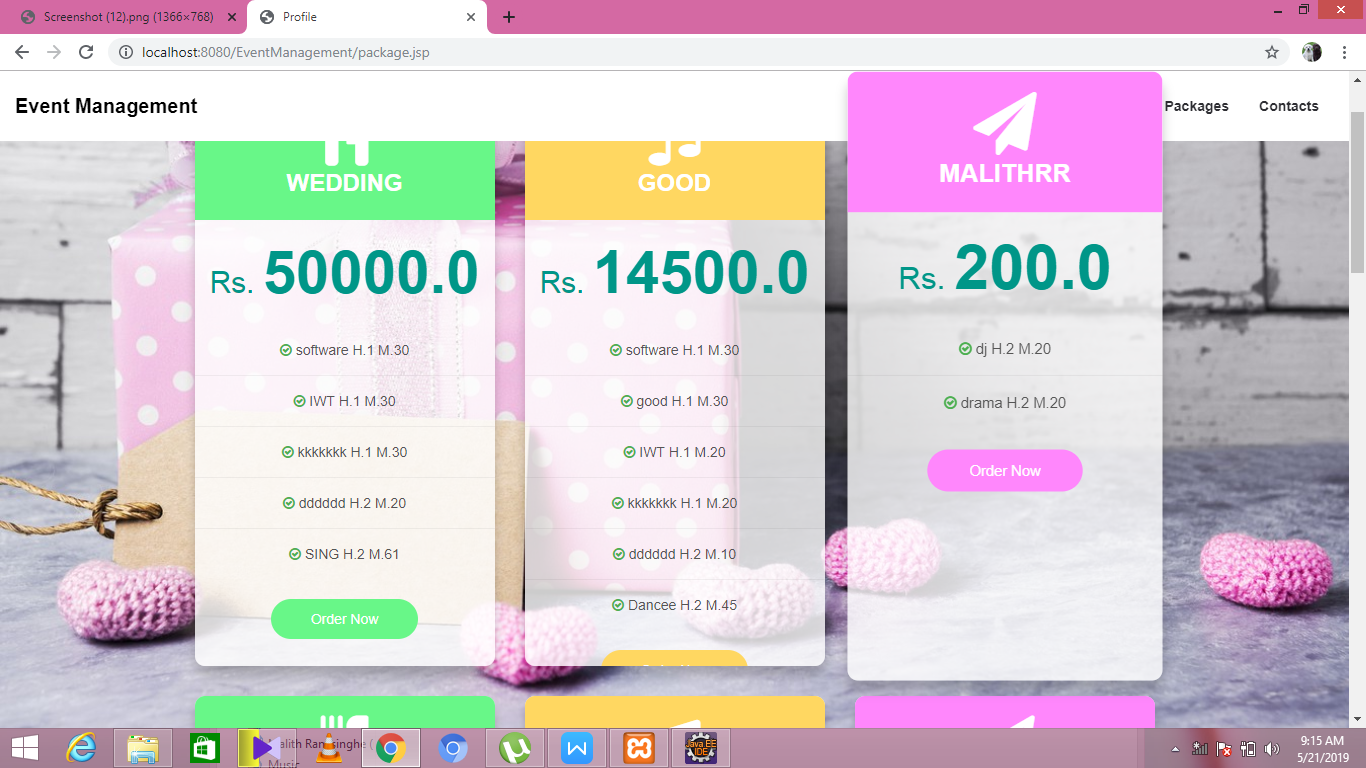 Screenshot (12).png (1366×768)
Profile
localhost:8080/EventManagement/package.jsp
Event Management
Packages
Contacts
WEDDING
Rs. 50000.0
software H.1 M.30
IWT H.1 M.30
kkkkkkk H.1 M.30
dddddd H.2 M.20
SING H.2 M.61
Order Now
GOOD
Rs. 14500.0
software H.1 M.30
good H.1 M.30
IWT H.1 M.20
kkkkkkk H.1 M.20
dddddd H.2 M.10
Dancee H.2 M.45
MALITHRR
Rs. 200.0
dj H.2 M.20
drama H.2 M.20
Order Now
Music
W
Java EE
IDE
9:15 AM
5/21/2019